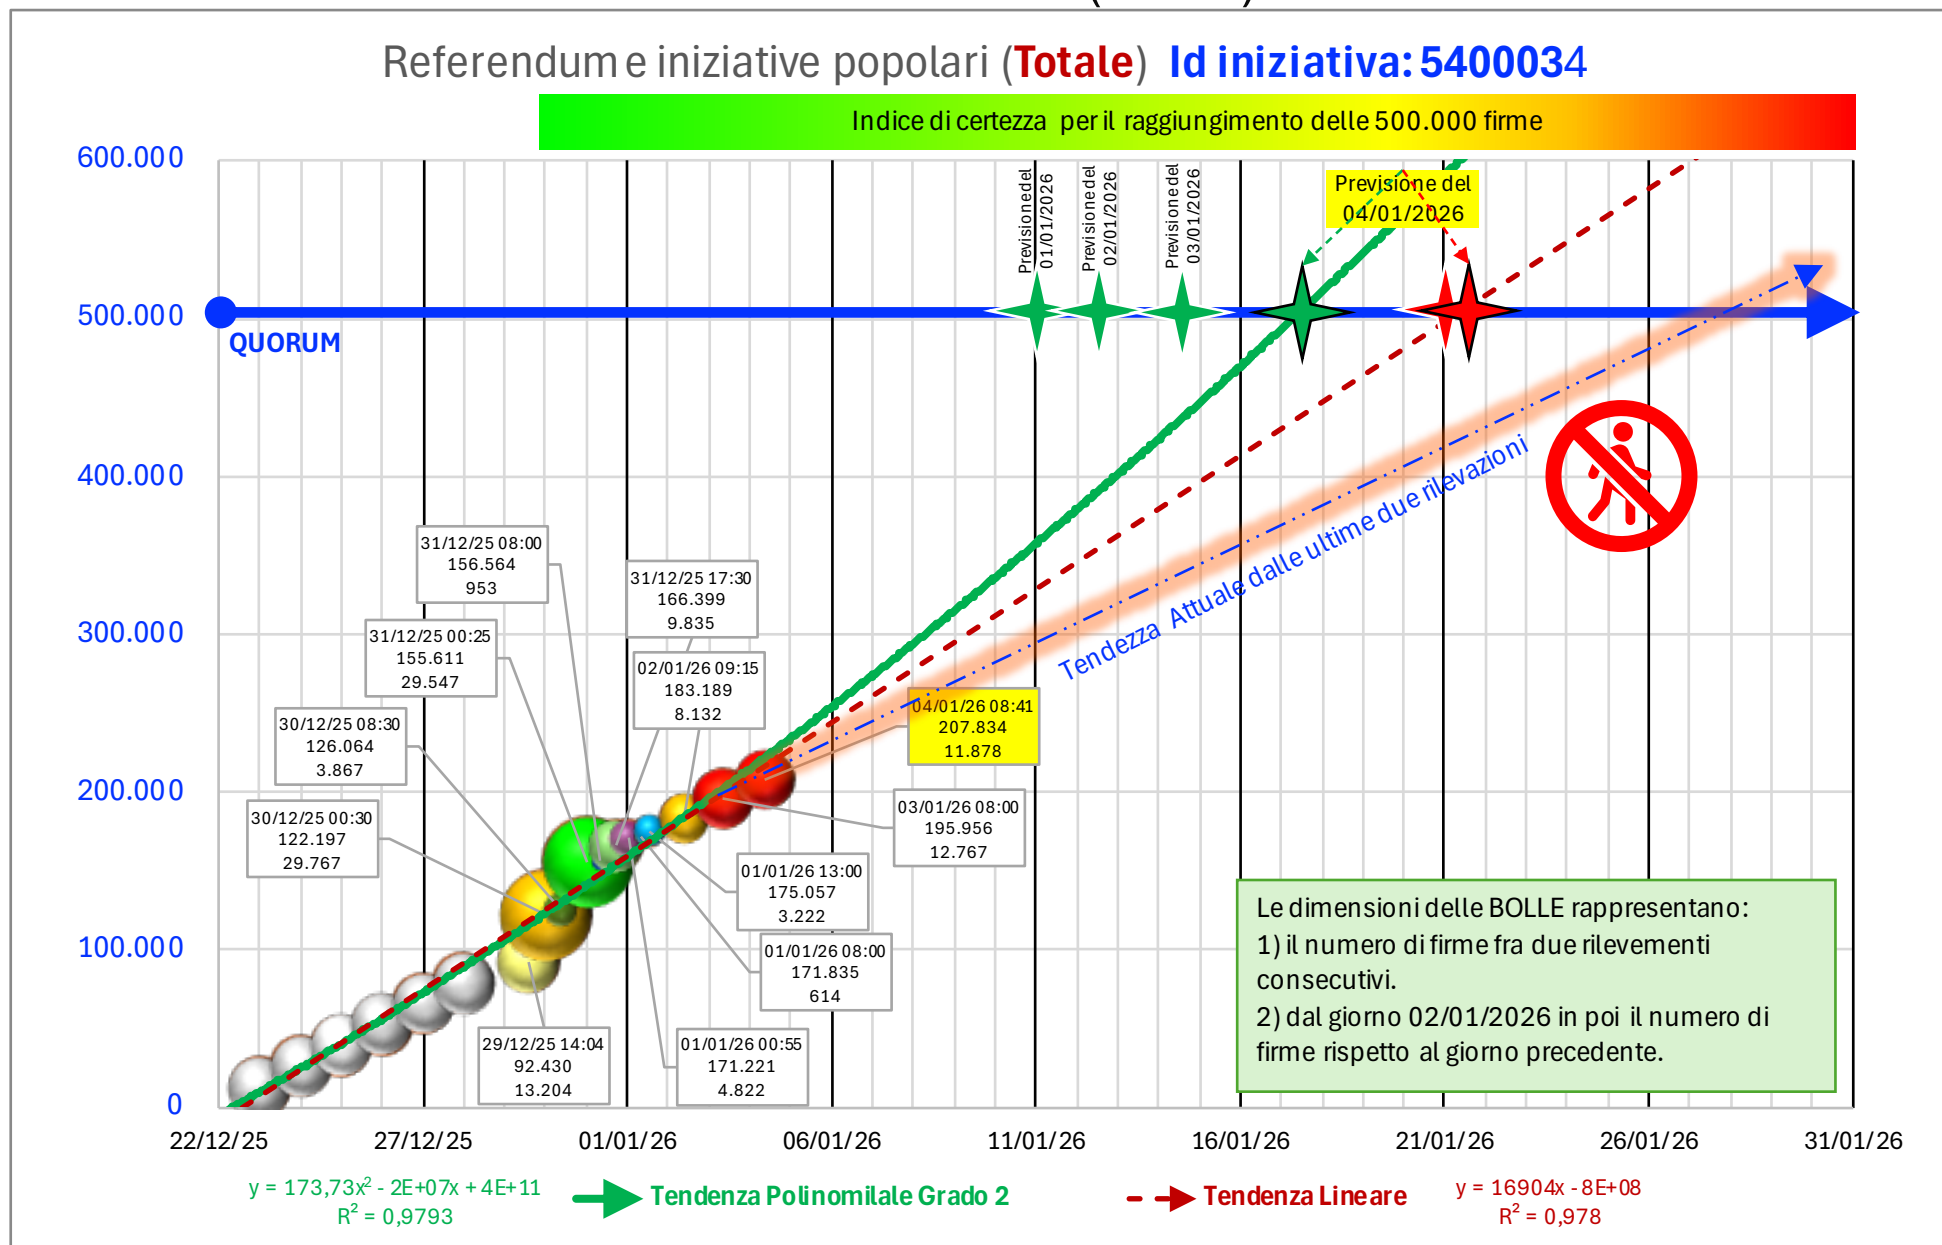 Referendum e iniziative popolari (Totale) Id iniziativa: 5400034
Indice di certezza per il raggiungimento delle 500.000 firme
600.000
500.000
400.000
300.000
200.000
100.000
0
QUORUM
Previsione del
01/01/2026
Previsione del
02/01/2026
Previsione del
03/01/2026
Previsione del
04/01/2026
31/12/25 08:00
156.564
953
31/12/25 17:30
166.399
9.835
31/12/25 00:25
155.611
29.547
02/01/26 09:15
183.189
8.132
30/12/25 08:30
126.064
3.867
04/01/26 08:41
207.834
11.878
30/12/25 00:30
122.197
29.767
03/01/26 08:00
195.956
12.767
01/01/26 13:00
175.057
3.222
01/01/26 08:00
171.835
614
29/12/25 14:04
92.430
13.204
01/01/26 00:55
171.221
4.822
Tendezza Attuale dalle ultime due rilevazioni
Le dimensioni delle BOLLE rappresentano:
1) il numero di firme fra due rilevementi
consecutivi.
2) dal giorno 02/01/2026 in poi il numero di
firme rispetto al giorno precedente.
22/12/25
27/12/25
01/01/26
06/01/26
11/01/26
16/01/26
21/01/26
26/01/26
31/01/26
y = 173,73x² - 2E+07x + 4E+11
R² = 0,9793
Tendenza Polinomilale Grado 2
Tendenza Lineare
y = 16904x - 8E+08
R² = 0,978